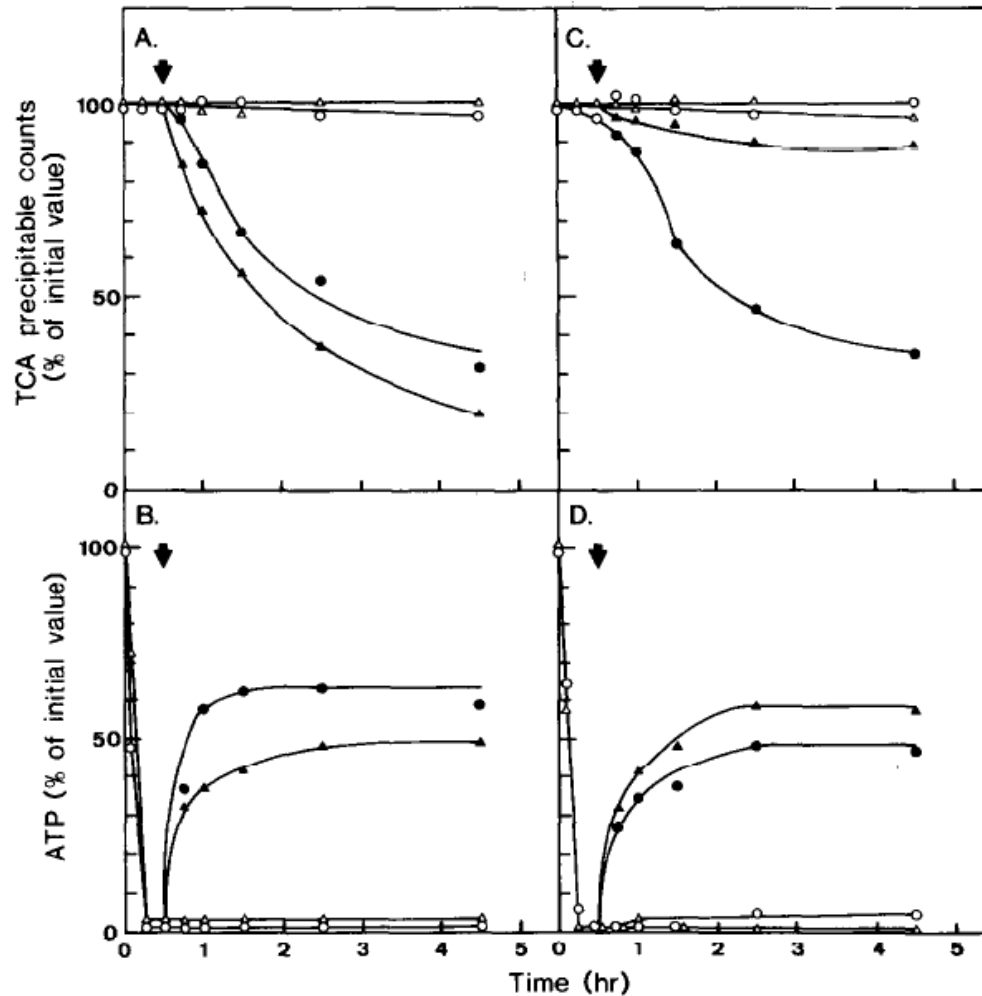 A.
C.
100
50
0
TCA precipitable counts
(% of initial value)
B.
D.
100
50
0
ATP (% of initial value)
0 1 2 3 4 5
0 1 2 3 4 5
Time (hr)